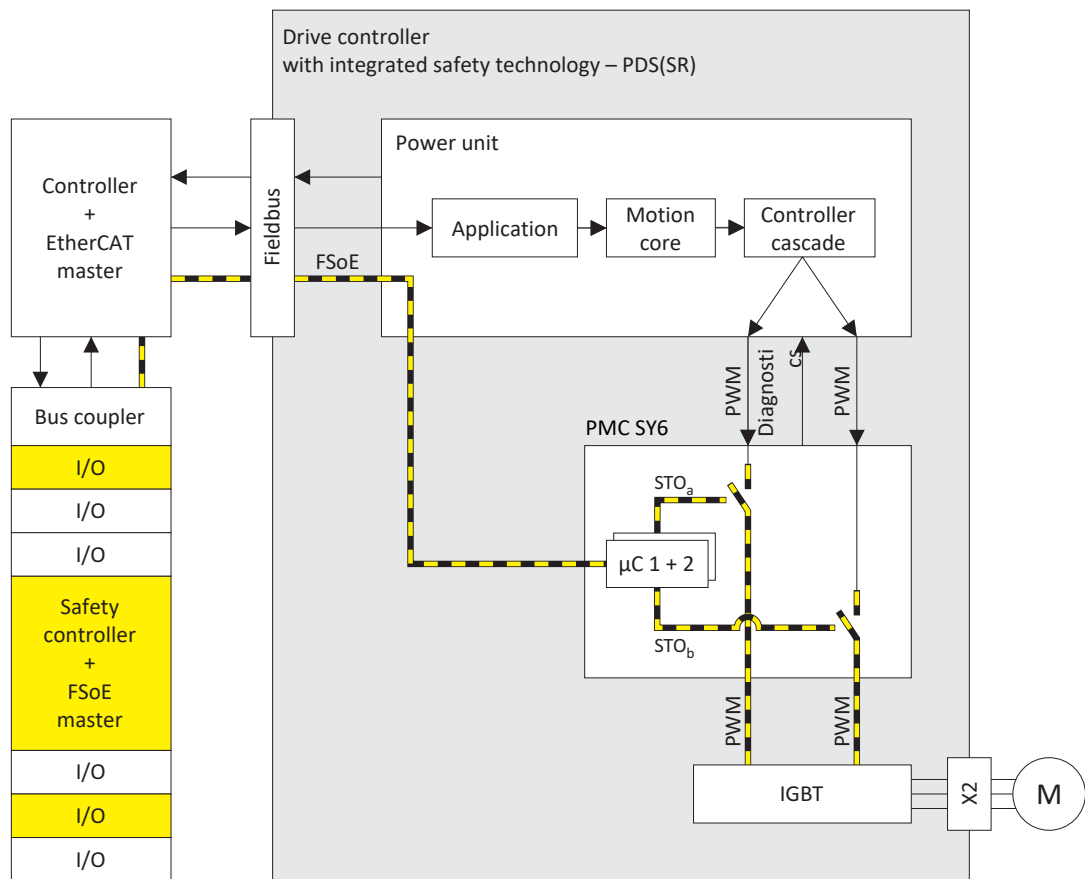 Drive controller
with integrated safety technology – PDS(SR)
Controller
+
EtherCAT
master
Fieldbus
Power unit
Application
Motion
core
Controller
cascade
FSoE
PWM
Diagnosti
cs
PWM
Bus coupler
I/O
I/O
I/O
Safety
controller
+
FSoE
master
I/O
I/O
I/O
PMC SY6
STOa
µC 1 + 2
STOb
PWM
PWM
IGBT
X2
M